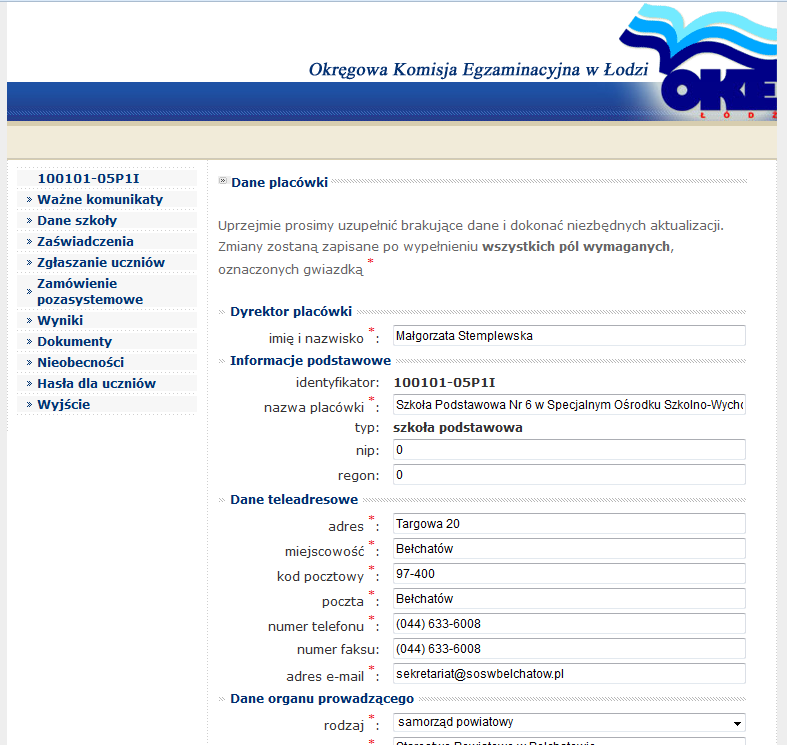 Okręgowa Komisja Egzaminacyjna w Łodzi
OKE
ŁÓDZ
100101-05P1I
» Ważne komunikaty
» Dane szkoły
» Zaświadczenia
» Zgłaszanie uczniów
» Zamówienie
pozasystemowe
» Wyniki
» Dokumenty
» Nieobecności
» Hasła dla uczniów
» Wyjście
Dane placówki
Uprzejmie prosimy uzupełnić brakujące dane i dokonać niezbędnych aktualizacji.
Zmiany zostaną zapisane po wypełnieniu wszystkich pól wymaganych,
oznaczonych gwiazdką *
Dyrektor placówki
imię i nazwisko *: Małgorzata Stemplewska
Informacje podstawowe
identyfikator: 100101-05P1I
nazwa placówki *: Szkoła Podstawowa Nr 6 w Specjalnym Ośrodku Szkolno-Wycho
typ: szkoła podstawowa
nip: 0
regon: 0
Dane teleadresowe
adres *: Targowa 20
miejscowość *: Bełchatów
kod pocztowy *: 97-400
poczta *: Bełchatów
numer telefonu *: (044) 633-6008
numer faksu: (044) 633-6008
adres e-mail *: sekretariat@soswbelchatow.pl
Dane organu prowadzącego
rodzaj *: samorząd powiatowy
*